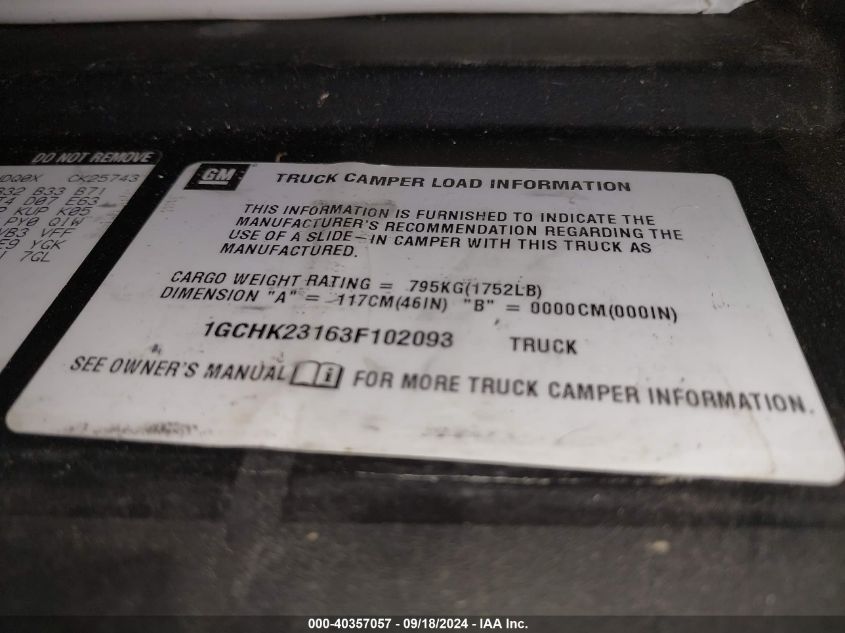 DO NOT REMOVE
CK25743
B32 B33 B71
D07 E63
KUP K05
PY0 Q1W
VB3 VFF
E9 YGK
7GL
GM
TRUCK CAMPER LOAD INFORMATION
THIS INFORMATION IS FURNISHED TO INDICATE THE
MANUFACTURER'S RECOMMENDATION REGARDING THE
USE OF A SLIDE-IN CAMPER WITH THIS TRUCK AS
MANUFACTURED.
CARGO WEIGHT RATING = 795KG(1752LB)
DIMENSION "A" = 117CM(46IN) "B" = 0000CM(000IN)
1GCHK23163F102093 TRUCK
SEE OWNER'S MANUAL i FOR MORE TRUCK CAMPER INFORMATION.
000-40357057 - 09/18/2024 - IAA Inc.